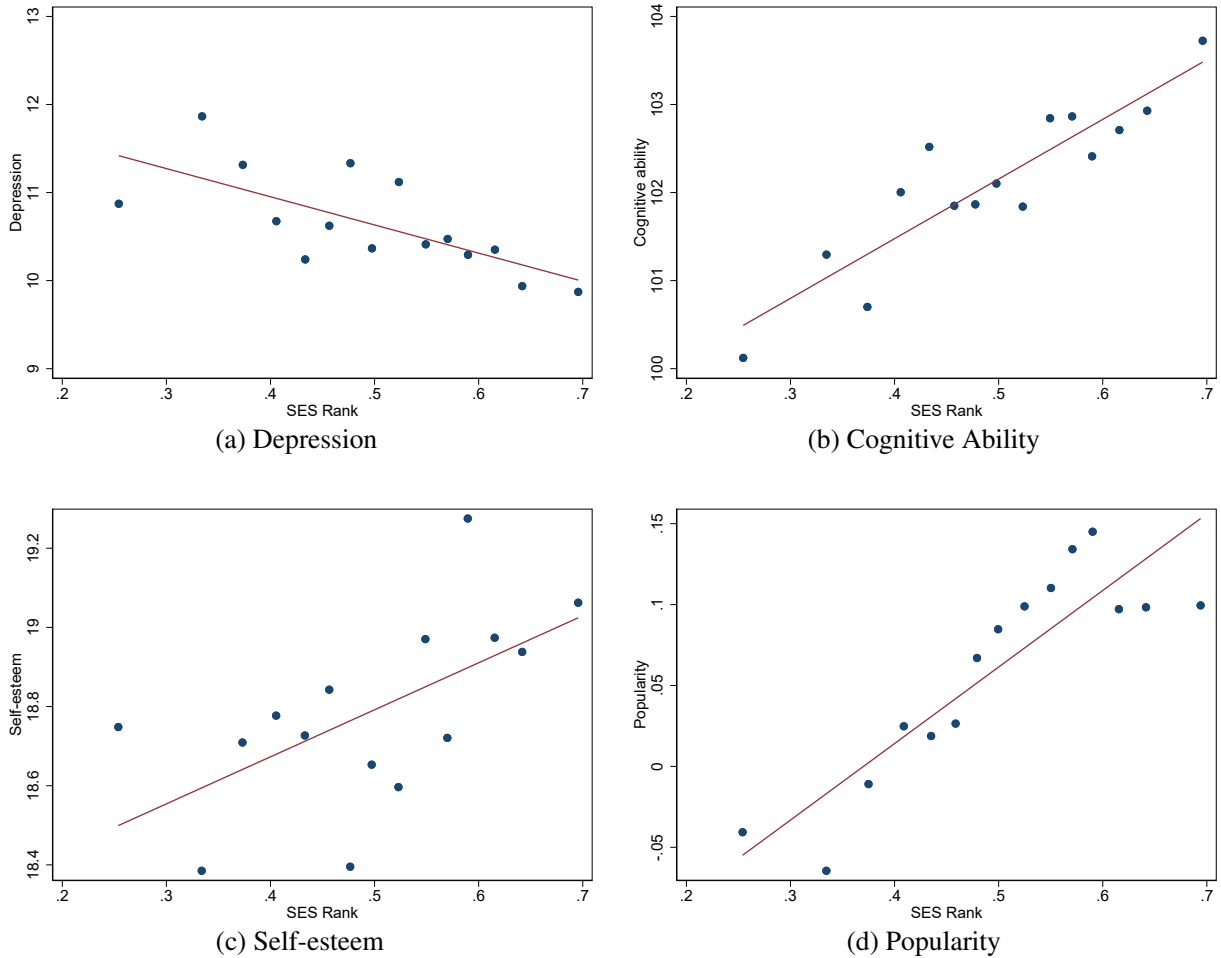 13
12
11
10
9
Depression
.2 .3 .4 .5 .6 .7
SES Rank
(a) Depression
104
103
102
101
100
Cognitive ability
.2 .3 .4 .5 .6 .7
SES Rank
(b) Cognitive Ability
19.2
19
18.8
18.6
18.4
Self-esteem
.2 .3 .4 .5 .6 .7
SES Rank
(c) Self-esteem
.15
.1
.05
0
-.05
Popularity
.2 .3 .4 .5 .6 .7
SES Rank
(d) Popularity